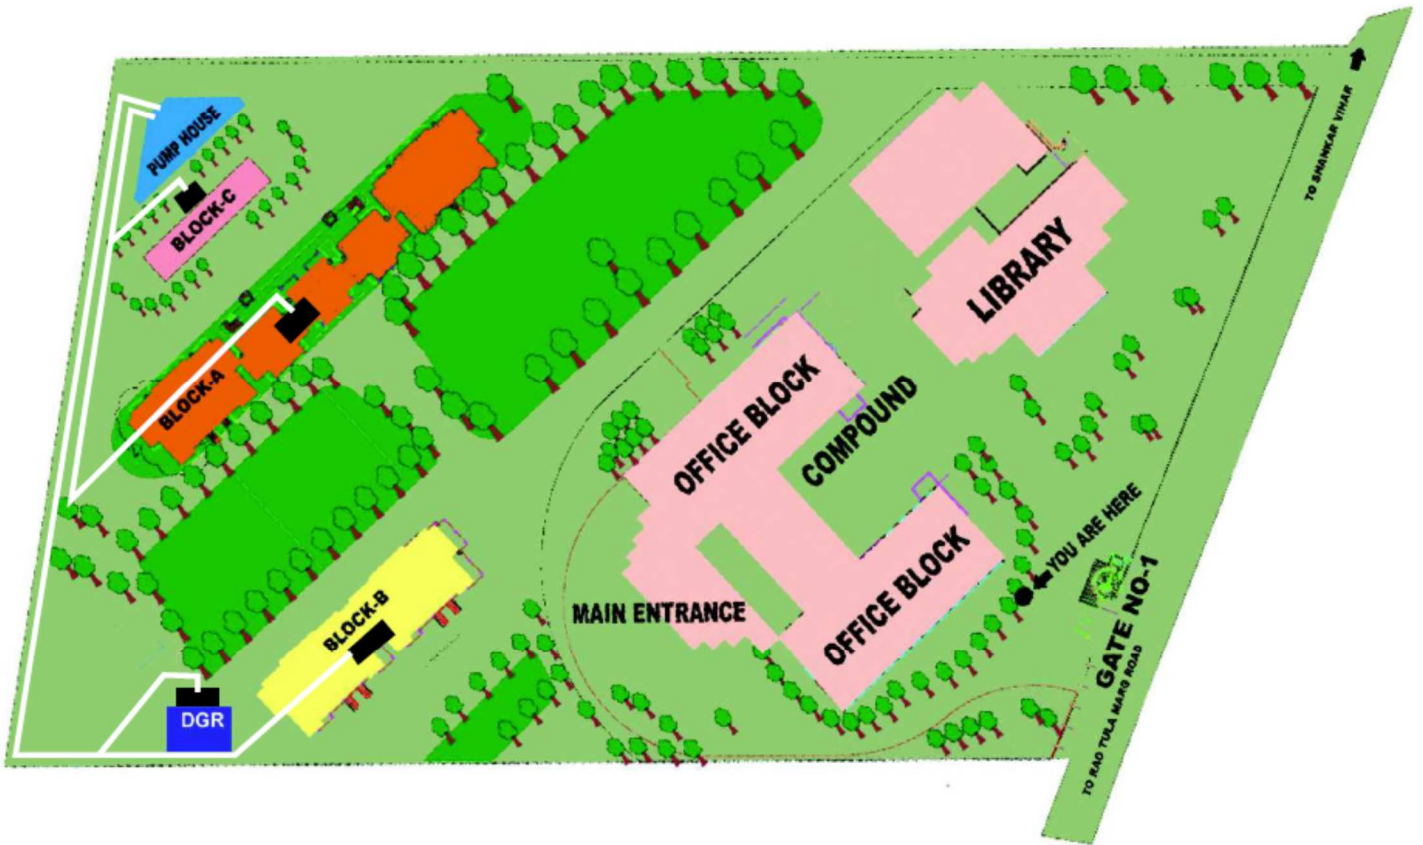 PUMP HOUSE
BLOCK-C
BLOCK-A
BLOCK-B
DGR
LIBRARY
OFFICE BLOCK
COMPOUND
OFFICE BLOCK
MAIN ENTRANCE
YOU ARE HERE
GATE NO-1
TO SHANKAR VIHAR
TO RAO TULA MARG ROAD